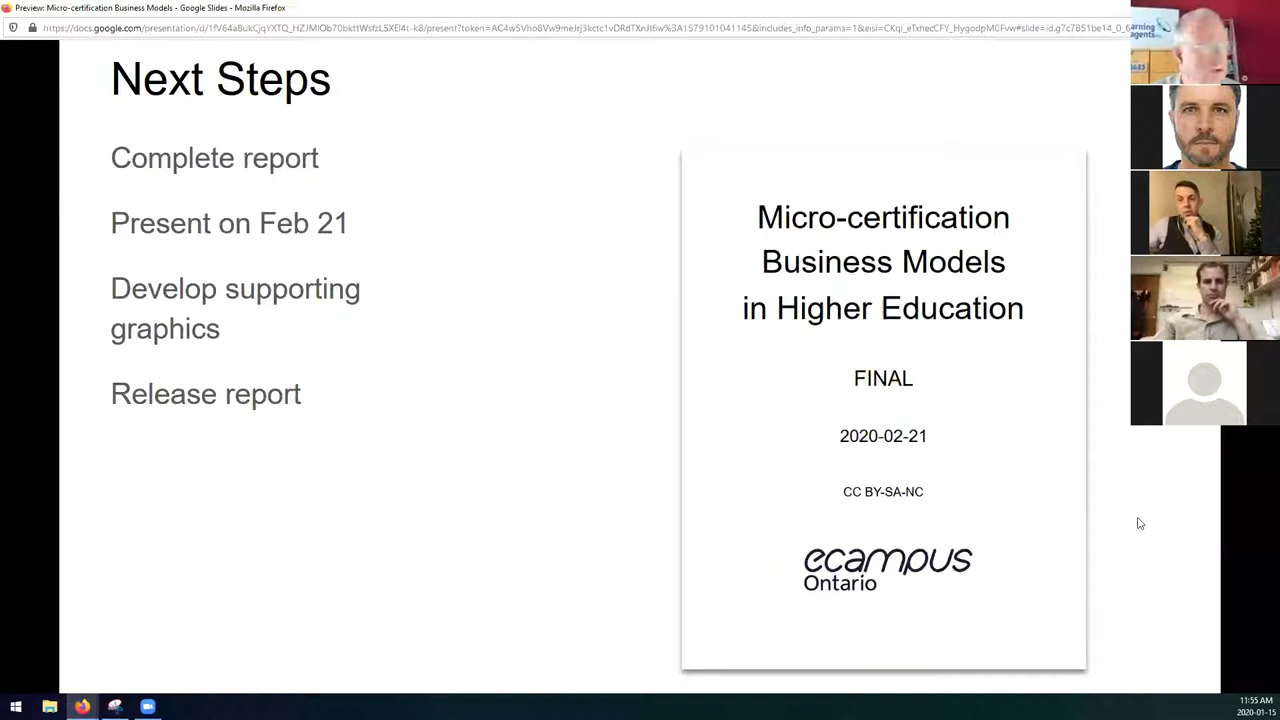 Preview: Micro-certification Business Models - Google Slides - Mozilla Firefox
Next Steps
Complete report
Present on Feb 21
Develop supporting
graphics
Release report
Micro-certification
Business Models
in Higher Education
FINAL
2020-02-21
CC BY-SA-NC
ecampus
Ontario
11:55 AM
2020-01-15